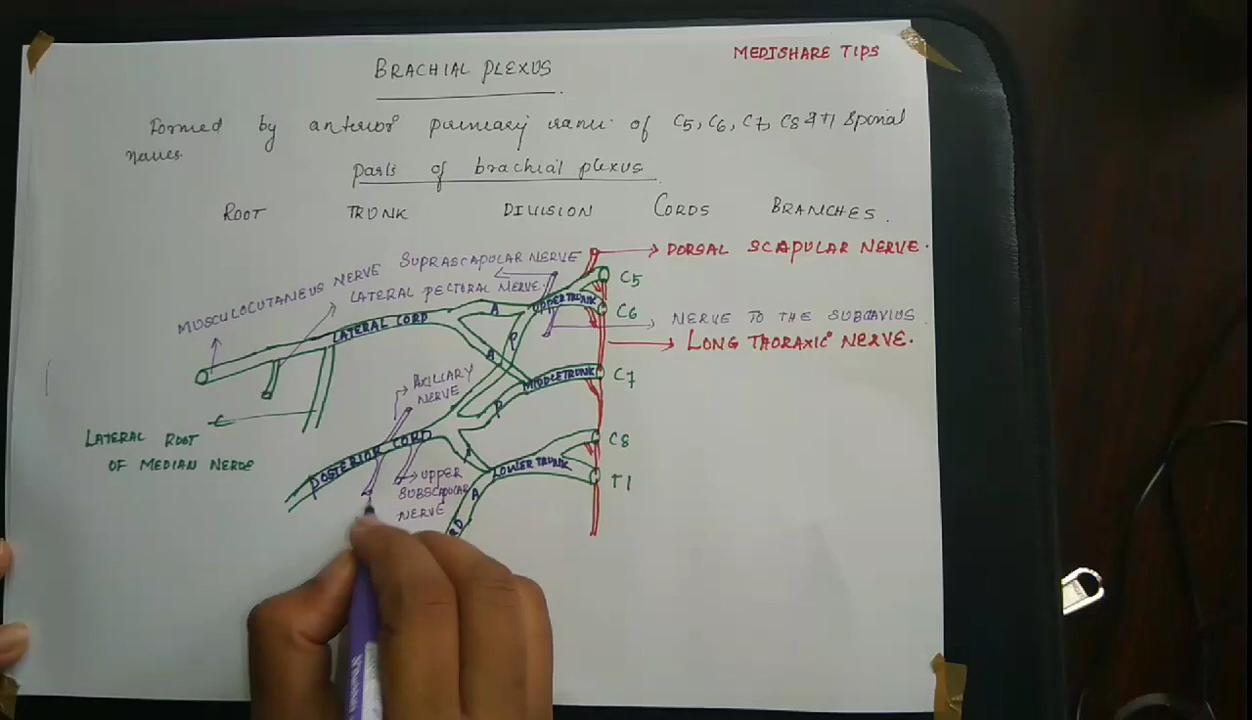 MEDISHARE TIPS
BRACHIAL PLEXUS
Formed by anterior primary rami of C5, C6, C7, C8 & T1 Spinal
nerves.
Parts of brachial plexus
ROOT TRUNK DIVISION CORDS BRANCHES.
DORSAL SCAPULAR NERVE.
SUPRASCAPULAR NERVE
MUSCULOCUTANEUS NERVE
LATERAL PECTORAL NERVE.
C5
UPPER TRUNK
A
C6
LATERAL CORD
NERVE TO THE SUBCAVIUS
P
LONG THORAXIC NERVE.
A
MIDDLE TRUNK
C7
AXILLARY
NERVE
P
LATERAL ROOT
OF MEDIAN NERVE
POSTERIOR CORD
C8
LOWER TRUNK
T1
UPPER
SUBSCAPULAR
NERVE
A
RD